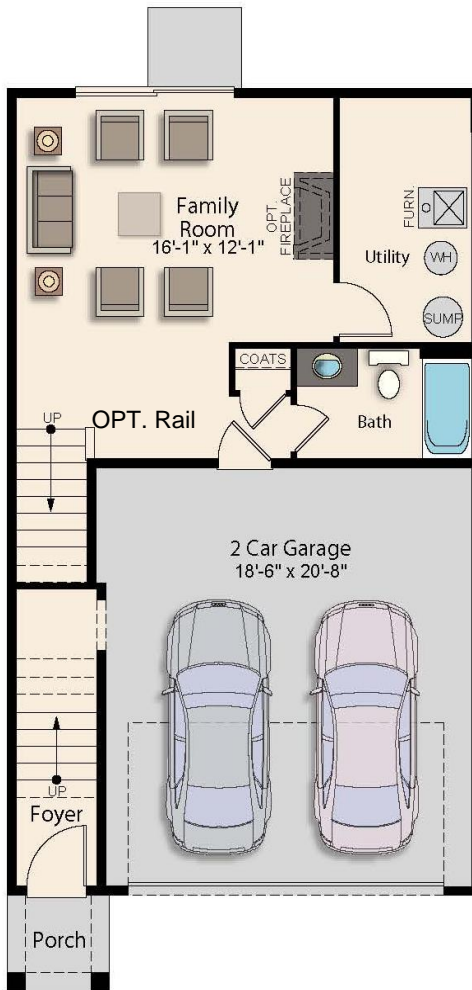 Family
Room
16'-1" x 12'-1"
OPT.
FIREPLACE
FURN.
Utility
WH
SUMP
COATS
Bath
UP
OPT. Rail
2 Car Garage
18'-6" x 20'-8"
UP
Foyer
Porch